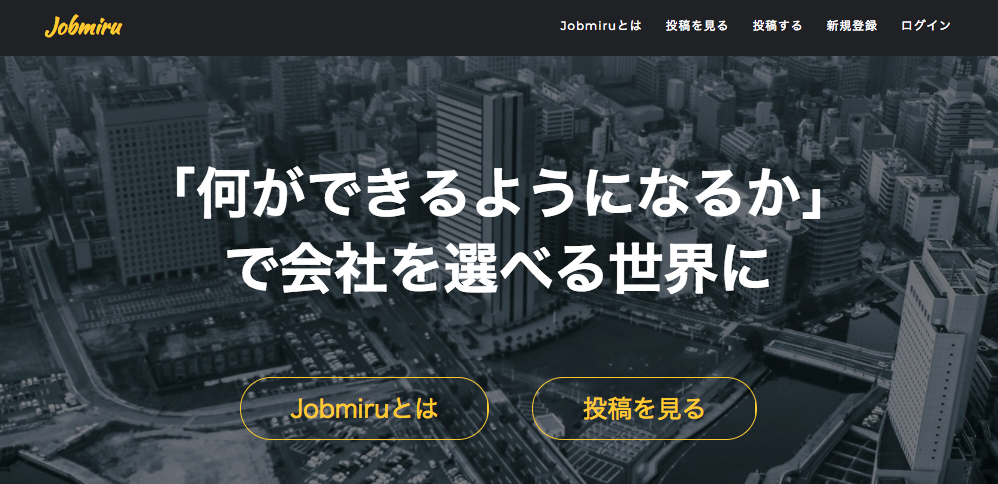 Jobmiru
Jobmiruとは 投稿を見る 投稿する 新規登録 ログイン
「何ができるようになるか」
で会社を選べる世界に
Jobmiruとは 投稿を見る